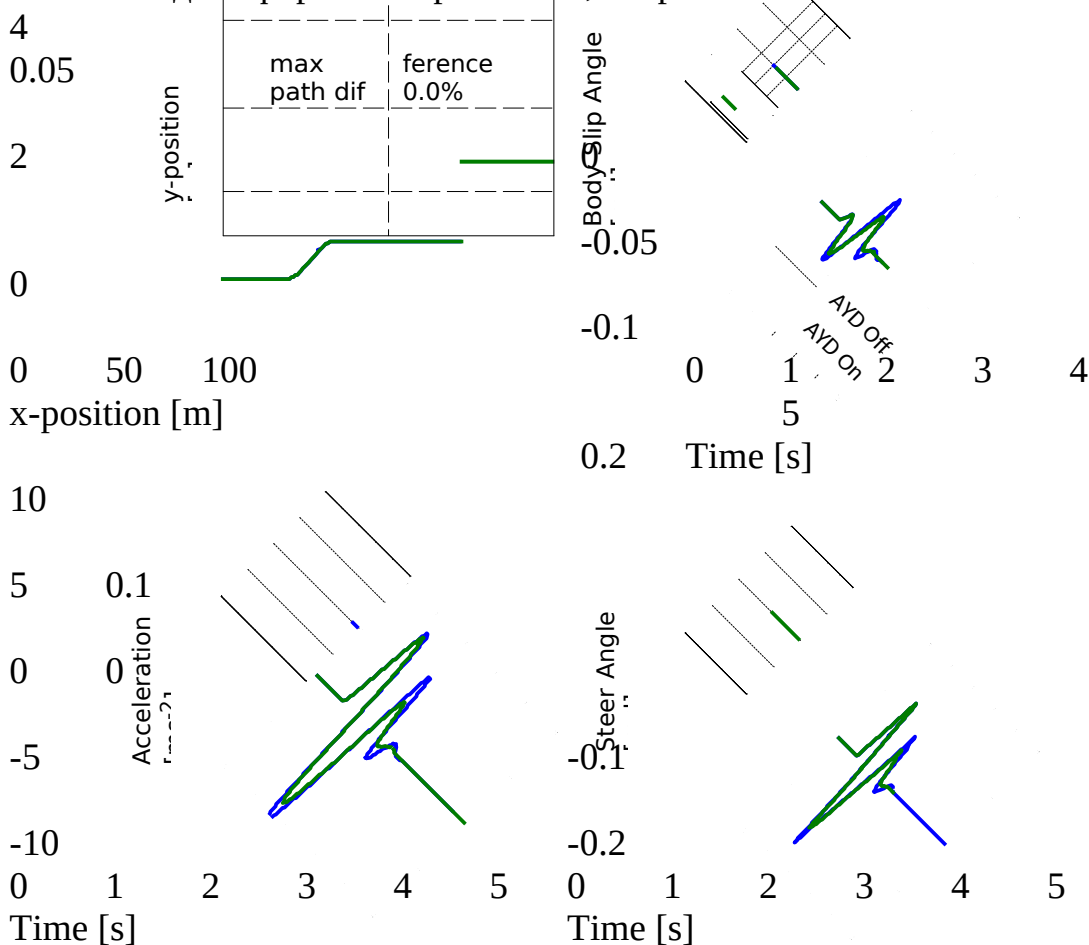 4
0.05
max
path dif
ference
0.0%
y-position
2
0
0 50 100
x-position [m]
Body Slip Angle
0
-0.05
-0.1
AYD Off
AYD On
0 1 2 3 4
5
Time [s]
0.2
10
5 0.1
0 0
-5
-10
Acceleration
0 1 2 3 4 5
Time [s]
Steer Angle
-0.1
-0.2
0 1 2 3 4 5
Time [s]